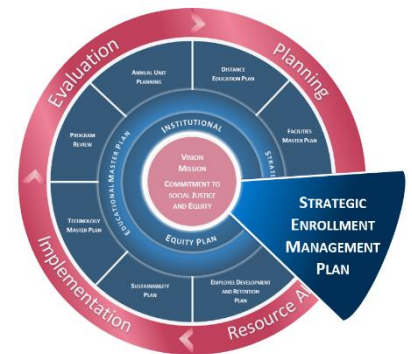 Evaluation
Planning
Implementation
Resource Al
ANNUAL UNIT
PLANNING
DISTANCE
EDUCATION PLAN
PROGRAM
REVIEW
FACILITIES
MASTER PLAN
TECHNOLOGY
MASTER PLAN
SUSTAINABILITY
PLAN
EMPLOYEE DEVELOPMENT
AND RETENTION
PLAN
INSTITUTIONAL
EQUITY PLAN
EDUCATIONAL MASTER PLAN
STRAT
VISION
MISSION
COMMITMENT TO
SOCIAL JUSTICE
AND EQUITY
STRATEGIC
ENROLLMENT
MANAGEMENT
PLAN